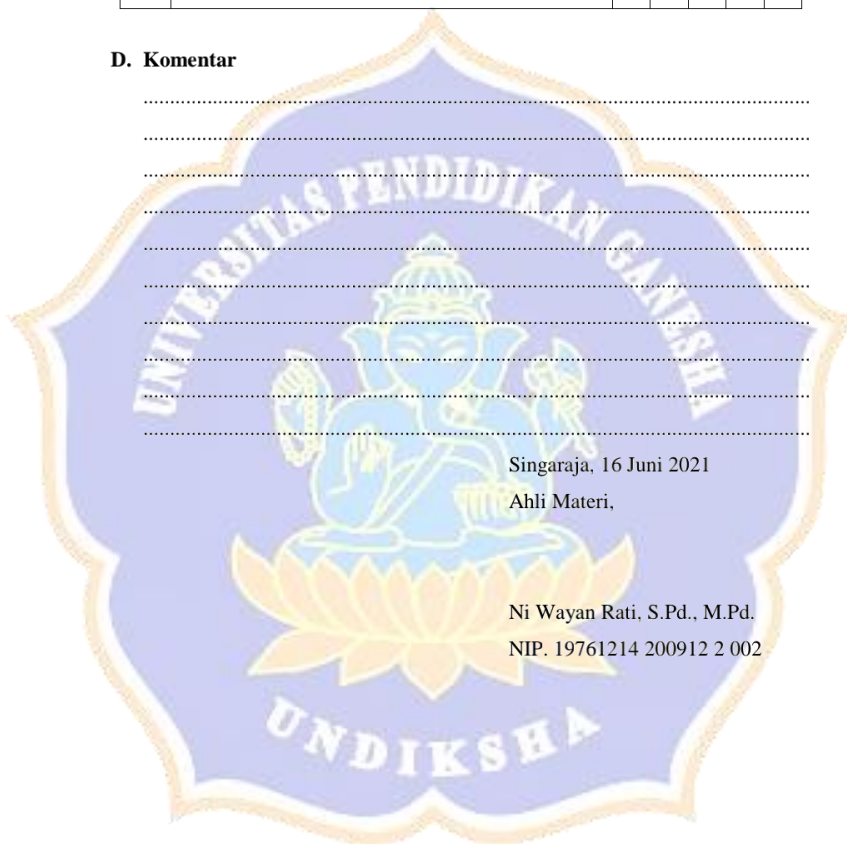 D. Komentar
....................................................................................................
....................................................................................................
....................................................................................................
....................................................................................................
....................................................................................................
....................................................................................................
....................................................................................................
....................................................................................................
....................................................................................................
....................................................................................................
UNIVERSITAS PENDIDIKAN GANESHA
Singaraja, 16 Juni 2021
Ahli Materi,
Ni Wayan Rati, S.Pd., M.Pd.
NIP. 19761214 200912 2 002
UNDIKSHA